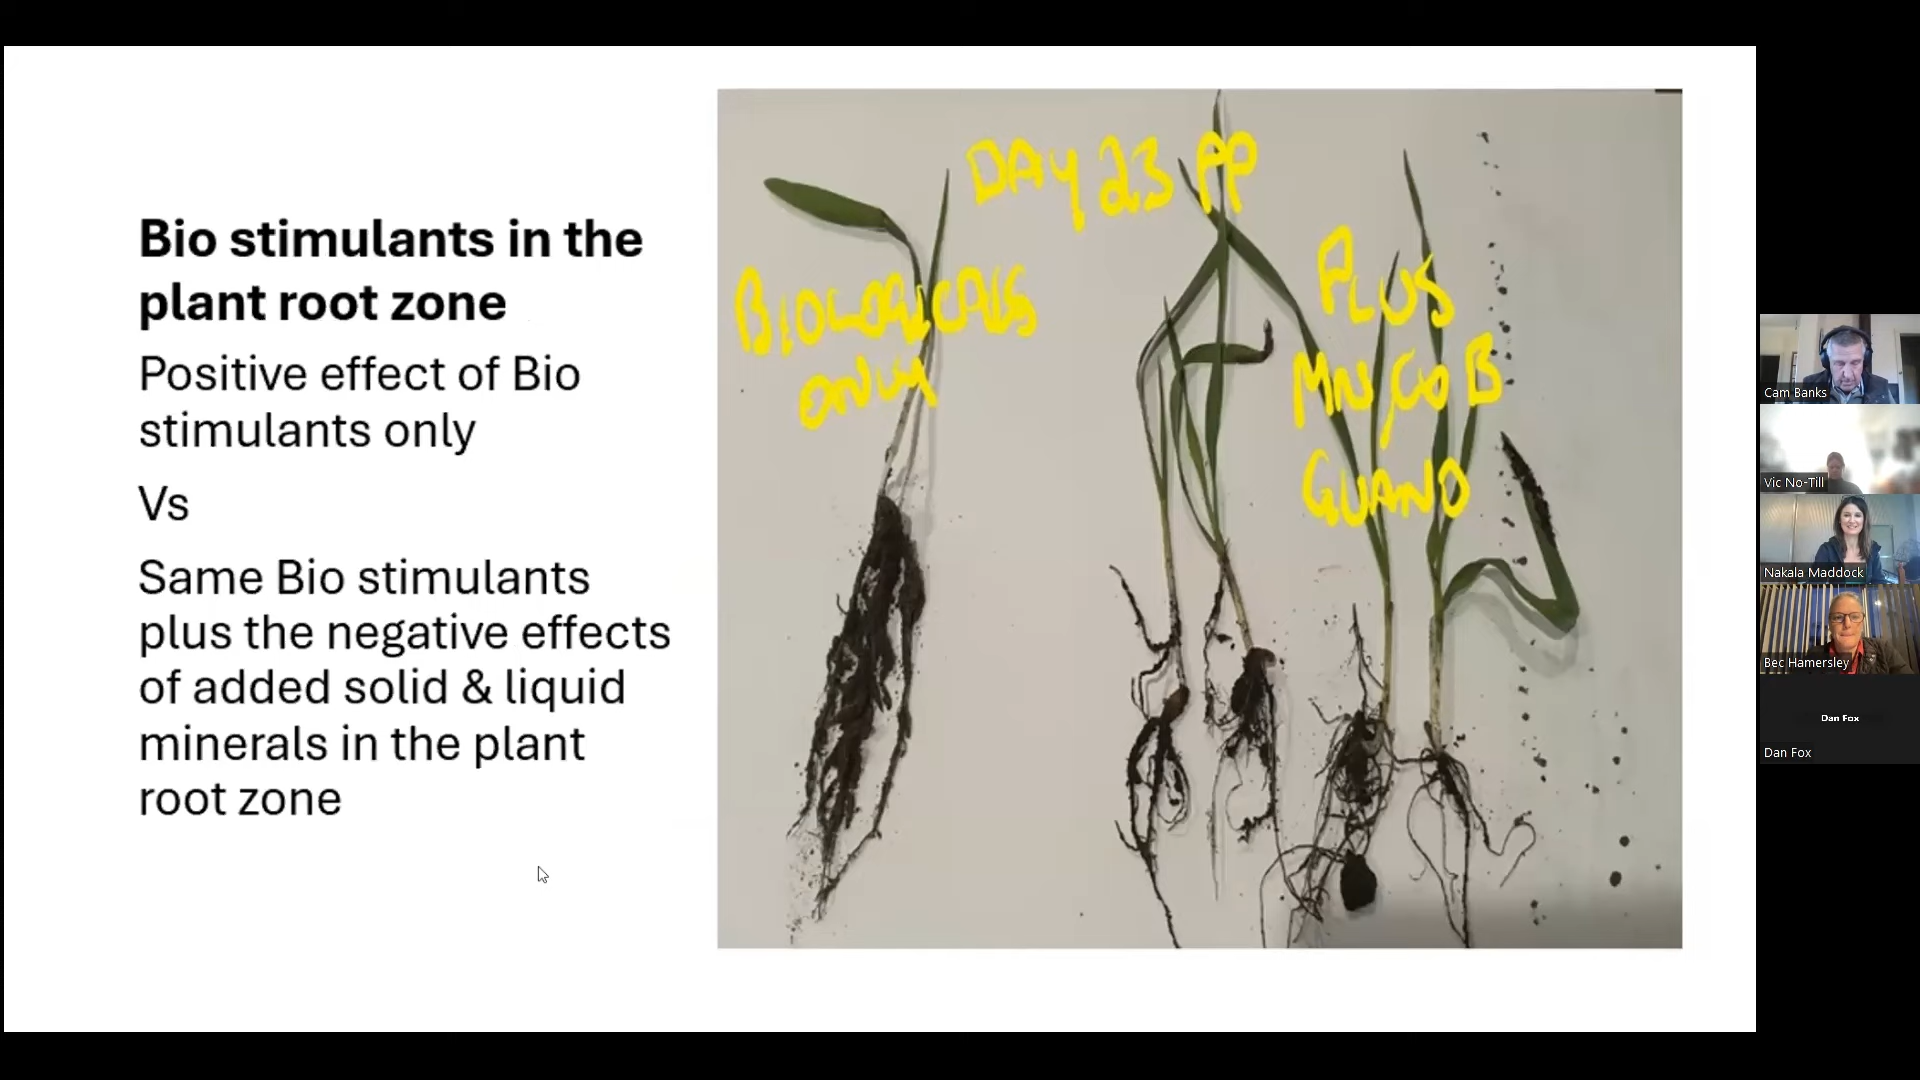 Bio stimulants in the
plant root zone
Positive effect of Bio
stimulants only
Vs
Same Bio stimulants
plus the negative effects
of added solid & liquid
minerals in the plant
root zone
DAY 23 PP
BIOLOGICALS
ONLY
PLUS
MN, CO B
GUANO
Cam Banks
Vic No-Till
Nakala Maddock
Bec Hamersley
Dan Fox
Dan Fox